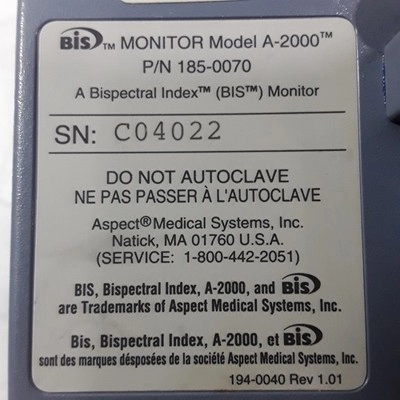 BIS™ MONITOR Model A-2000™
P/N 185-0070
A Bispectral Index™ (BIS™) Monitor
SN: C04022
DO NOT AUTOCLAVE
NE PAS PASSER À L'AUTOCLAVE
Aspect® Medical Systems, Inc.
Natick, MA 01760 U.S.A.
(SERVICE: 1-800-442-2051)
BIS, Bispectral Index, A-2000, and BIS
are Trademarks of Aspect Medical Systems, Inc.
Bis, Bispectral Index, A-2000, et BIS
sont des marques désposées de la société Aspect Medical Systems, Inc.
194-0040 Rev 1.01